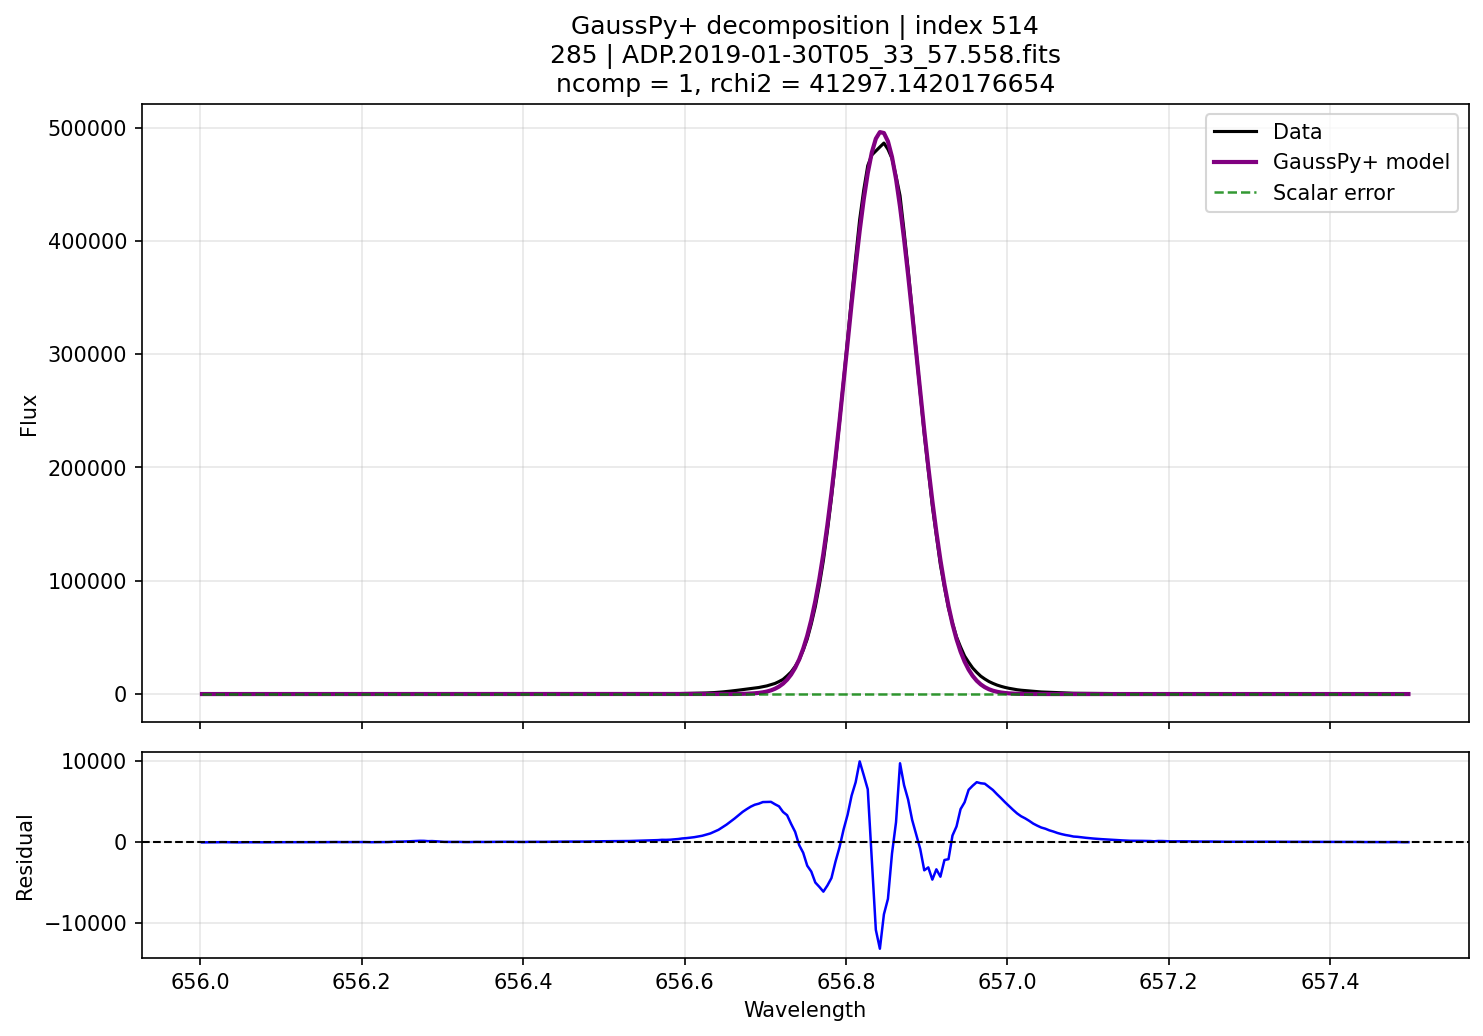 GaussPy+ decomposition | index 514
285 | ADP.2019-01-30T05_33_57.558.fits
ncomp = 1, rchi2 = 41297.1420176654
Data
GaussPy+ model
Scalar error
500000
400000
300000
200000
100000
0
Flux
10000
0
−10000
Residual
656.0 656.2 656.4 656.6 656.8 657.0 657.2 657.4
Wavelength